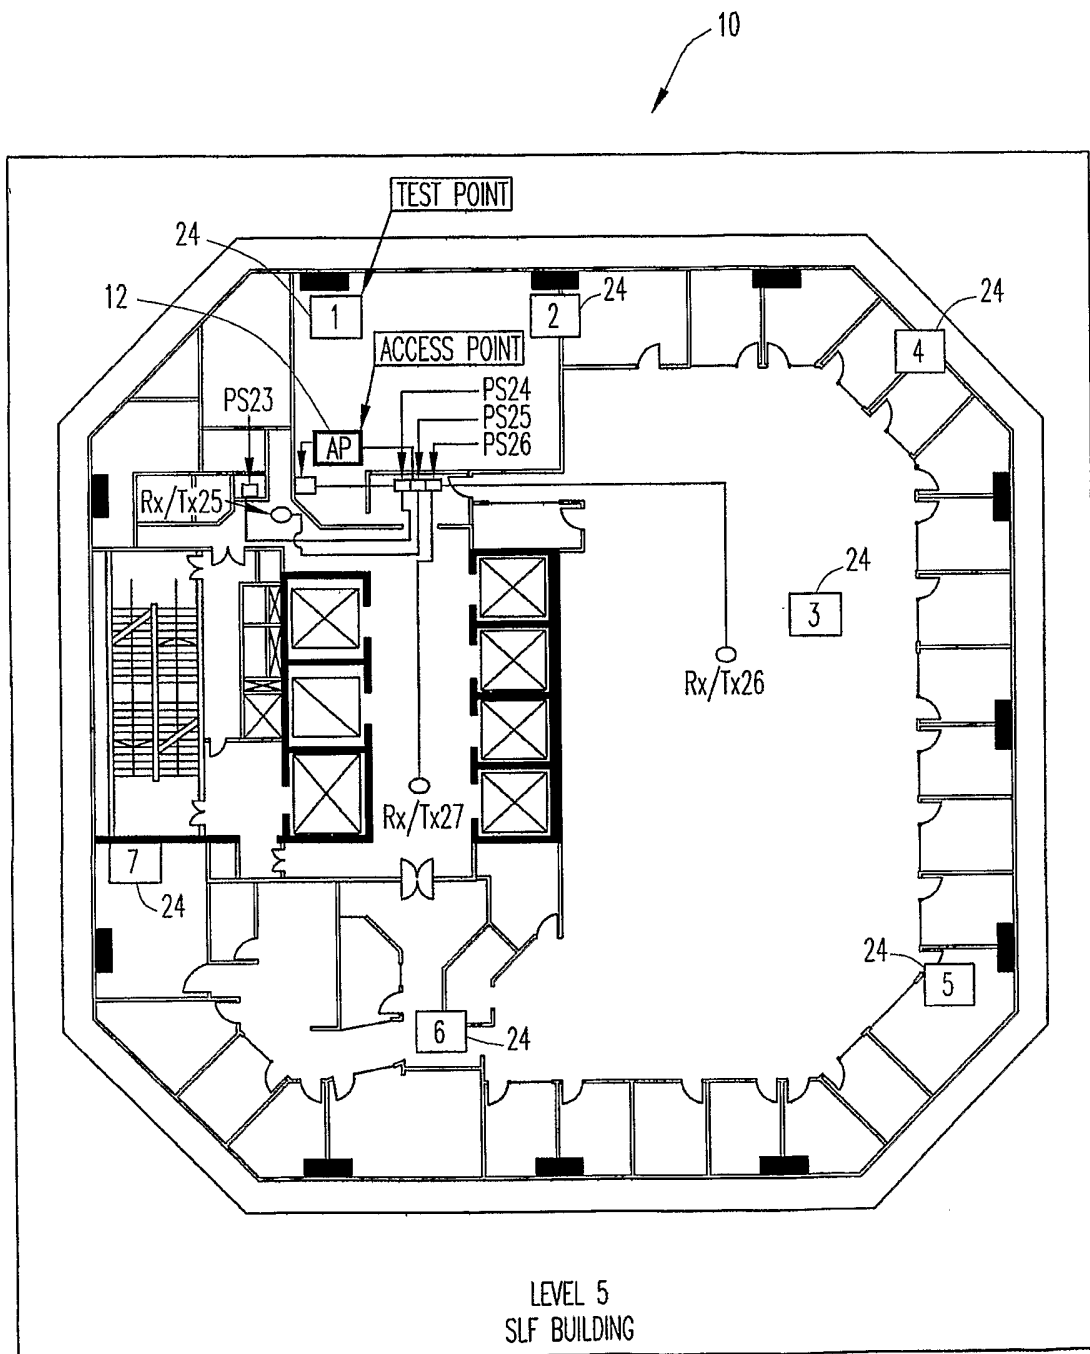 10
TEST POINT
24
12
1
2
24
24
4
ACCESS POINT
PS24
PS25
PS26
PS23
AP
Rx/Tx25
24
3
Rx/Tx26
Rx/Tx27
7
24
24
5
6
24
LEVEL 5
SLF BUILDING